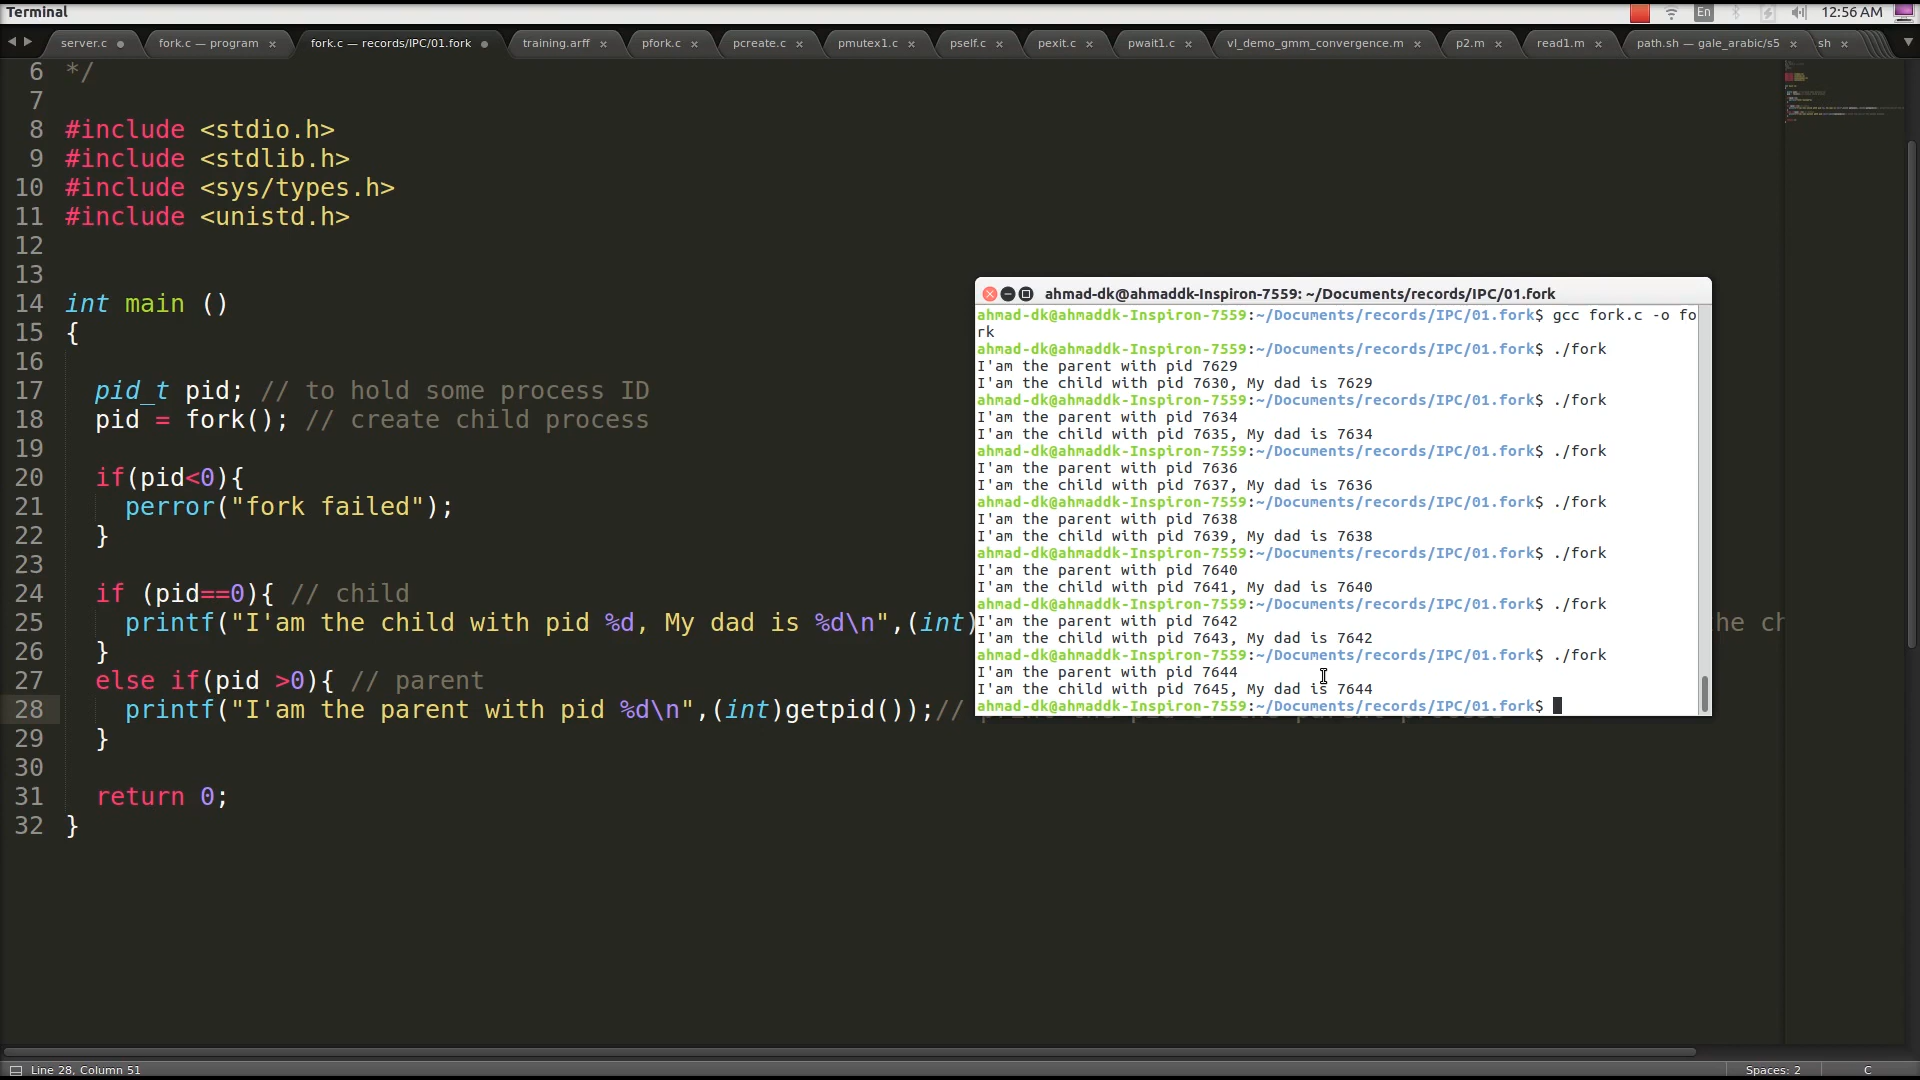 Terminal
En
12:56 AM
server.c
fork.c — program
fork.c — records/IPC/01.fork
training.arff
pfork.c
pcreate.c
pmutex1.c
pself.c
pexit.c
pwait1.c
vl_demo_gmm_convergence.m
p2.m
read1.m
path.sh — gale_arabic/s5
sh
6 */
7
8 #include <stdio.h>
9 #include <stdlib.h>
10 #include <sys/types.h>
11 #include <unistd.h>
12
13
14 int main ()
15 {
16
17 pid_t pid; // to hold some process ID
18 pid = fork(); // create child process
19
20 if(pid<0){
21 perror("fork failed");
22 }
23
24 if (pid==0){ // child
25 printf("I'am the child with pid %d, My dad is %d\n",(int)
26 }
27 else if(pid >0){ // parent
28 printf("I'am the parent with pid %d\n",(int)getpid());//
29 }
30
31 return 0;
32 }
ahmad-dk@ahmaddk-Inspiron-7559: ~/Documents/records/IPC/01.fork
ahmad-dk@ahmaddk-Inspiron-7559:~/Documents/records/IPC/01.fork$ gcc fork.c -o fo
rk
ahmad-dk@ahmaddk-Inspiron-7559:~/Documents/records/IPC/01.fork$ ./fork
I'am the parent with pid 7629
I'am the child with pid 7630, My dad is 7629
ahmad-dk@ahmaddk-Inspiron-7559:~/Documents/records/IPC/01.fork$ ./fork
I'am the parent with pid 7634
I'am the child with pid 7635, My dad is 7634
ahmad-dk@ahmaddk-Inspiron-7559:~/Documents/records/IPC/01.fork$ ./fork
I'am the parent with pid 7636
I'am the child with pid 7637, My dad is 7636
ahmad-dk@ahmaddk-Inspiron-7559:~/Documents/records/IPC/01.fork$ ./fork
I'am the parent with pid 7638
I'am the child with pid 7639, My dad is 7638
ahmad-dk@ahmaddk-Inspiron-7559:~/Documents/records/IPC/01.fork$ ./fork
I'am the parent with pid 7640
I'am the child with pid 7641, My dad is 7640
ahmad-dk@ahmaddk-Inspiron-7559:~/Documents/records/IPC/01.fork$ ./fork
I'am the parent with pid 7642
I'am the child with pid 7643, My dad is 7642
ahmad-dk@ahmaddk-Inspiron-7559:~/Documents/records/IPC/01.fork$ ./fork
I'am the parent with pid 7644
I'am the child with pid 7645, My dad is 7644
ahmad-dk@ahmaddk-Inspiron-7559:~/Documents/records/IPC/01.fork$
Line 28, Column 51
Spaces: 2
C